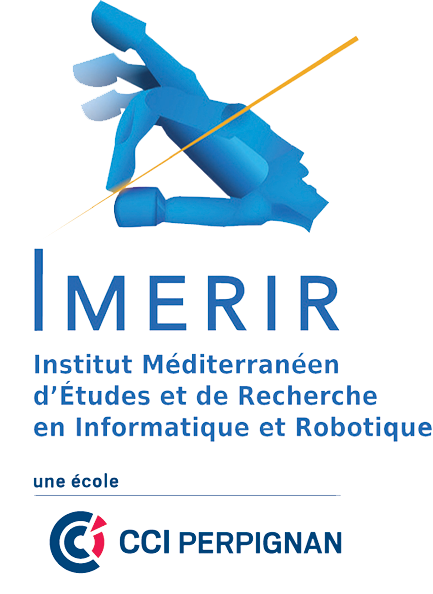 IMERIR
Institut Méditerranéen
d'Études et de Recherche
en Informatique et Robotique
une école
CCI PERPIGNAN